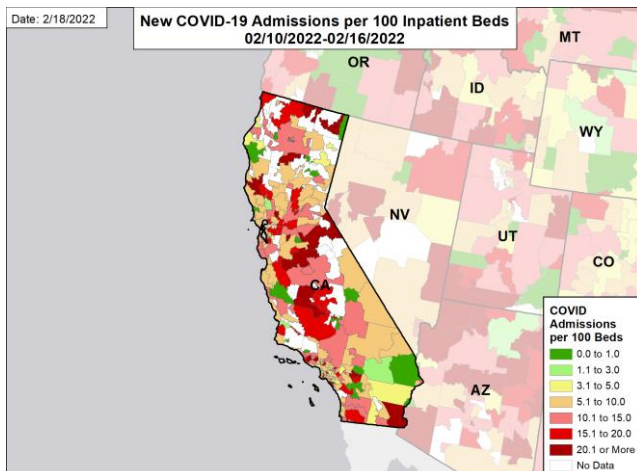 Date: 2/18/2022
New COVID-19 Admissions per 100 Inpatient Beds
02/10/2022-02/16/2022
MT
OR
ID
WY
NV
UT
CO
CA
AZ
COVID
Admissions
per 100 Beds
0.0 to 1.0
1.1 to 3.0
3.1 to 5.0
5.1 to 10.0
10.1 to 15.0
15.1 to 20.0
20.1 or More
No Data